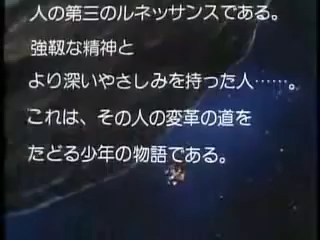 人の第三のルネッサンスである。
強靱な精神と
より深いやさしみを持った人……。
これは、その人の変革の道を
たどる少年の物語である。